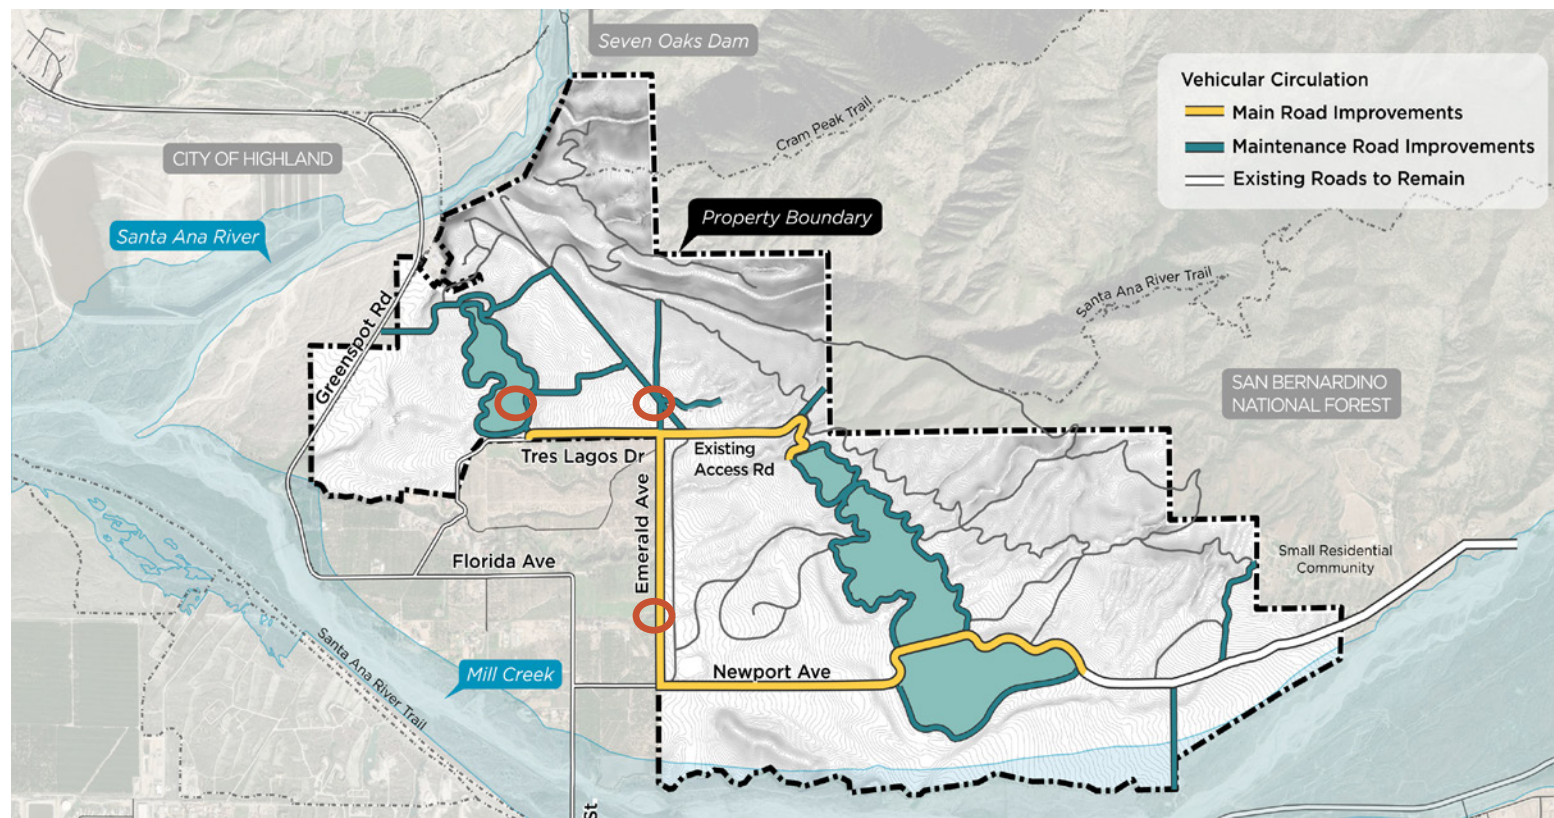 Seven Oaks Dam
Vehicular Circulation
Main Road Improvements
Maintenance Road Improvements
Existing Roads to Remain
Cram Peak Trail
CITY OF HIGHLAND
Property Boundary
Santa Ana River
Santa Ana River Trail
Greenspot Rd
SAN BERNARDINO
NATIONAL FOREST
Tres Lagos Dr
Existing
Access Rd
Emerald Ave
Florida Ave
Small Residential
Community
Santa Ana River Trail
Mill Creek
Newport Ave
St